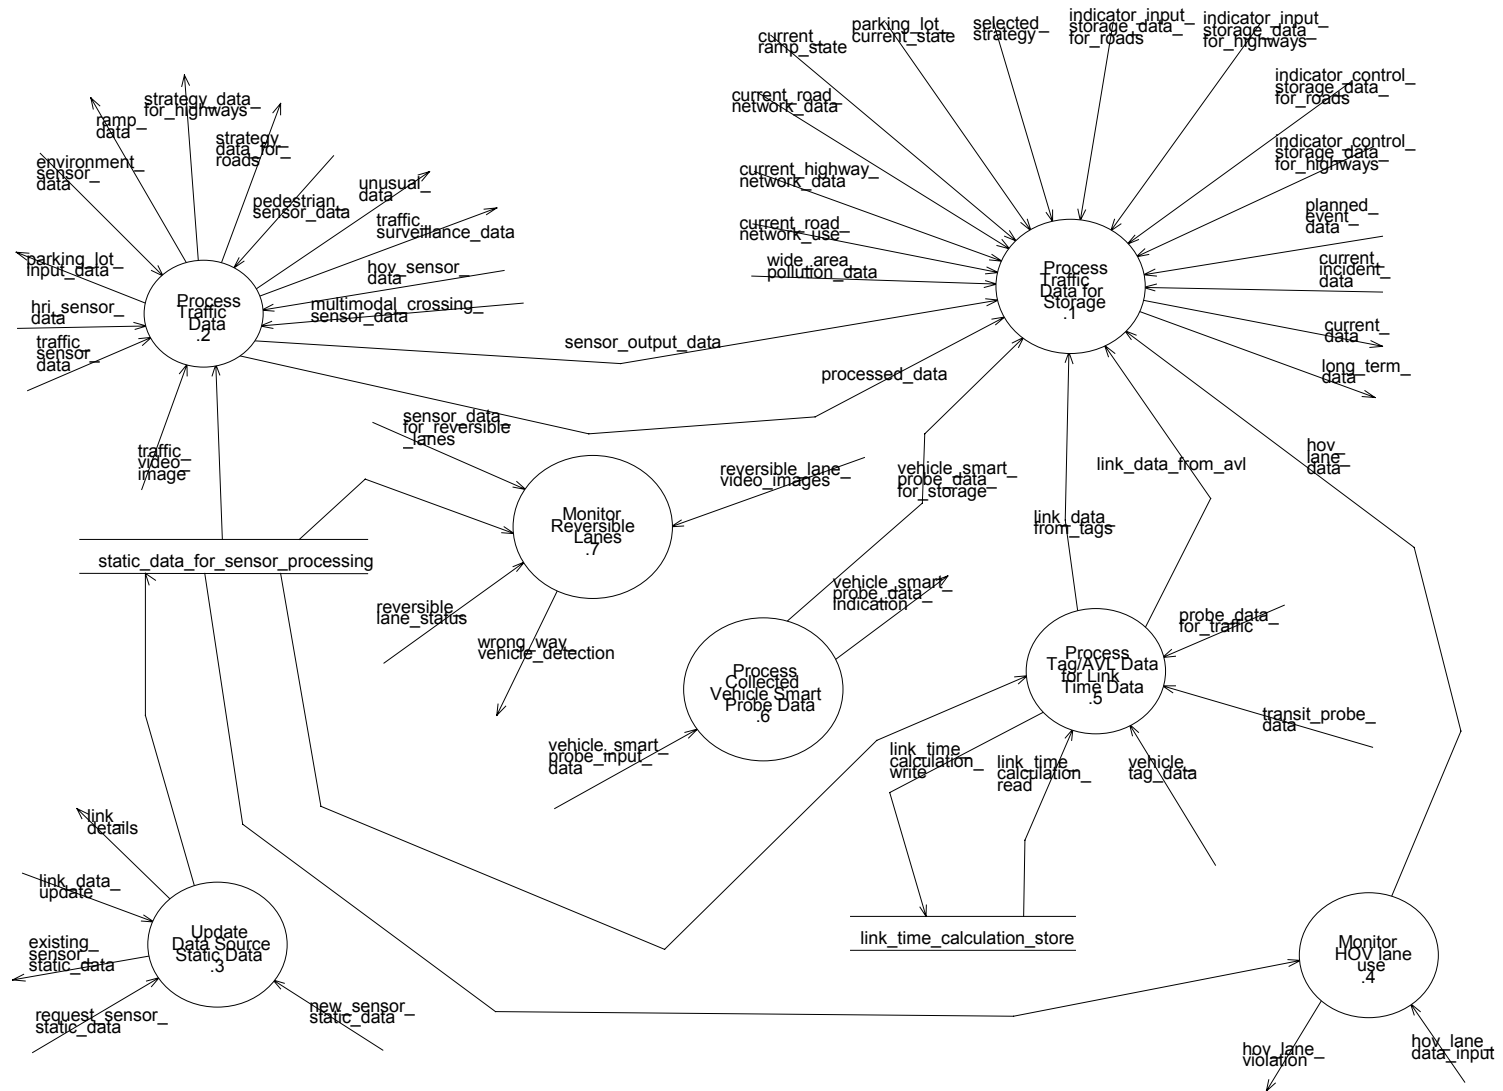 current_
ramp_state
parking_lot_
current_state
selected_
strategy_
indicator_input_
storage_data_
for_roads
indicator_input_
storage_data_
for_highways
indicator_control_
storage_data_
for_roads
indicator_control_
storage_data_
for_highways
current_road_
network_data_
current_highway_
network_data
current_road_
network_use
wide_area_
pollution_data
planned_
event_
data
current_
incident_
data
current_
data
long_term_
data
Process
Traffic
Data for
Storage
.1
strategy_data_
for_highways
ramp_
data
strategy_
data_for_
roads
environment_
sensor_
data
pedestrian_
sensor_data
unusual_
data
traffic_
surveillance_data
parking_lot_
input_data
hov_sensor_
data
hri_sensor_
data
multimodal_crossing_
sensor_data
traffic_
sensor_
data
traffic_
video_
image
Process
Traffic
Data
.2
sensor_output_data
processed_data
sensor_data_
for_reversible
_lanes
reversible_lane_
video_images
Monitor
Reversible
Lanes
.7
reversible_
lane_status
wrong_way_
vehicle_detection
static_data_for_sensor_processing
vehicle_smart_
probe_data_
for_storage
link_data_from_avl
link_data_
from_tags
hov_
lane_
data
vehicle_smart_
probe_data_
indication
Process
Collected
Vehicle Smart
Probe Data
.6
vehicle_smart_
probe_input_
data
Process
Tag/AVL Data
for Link
Time Data
.5
probe_data_
for_traffic
transit_probe_
data
vehicle_
tag_data
link_time_
calculation_
write
link_time_
calculation_
read
link_time_calculation_store
link_
details
link_data_
update
existing_
sensor_
static_data
request_sensor_
static_data
new_sensor_
static_data
Update
Data Source
Static Data
.3
Monitor
HOV lane
use
.4
hov_lane_
violation
hov_lane_
data_input